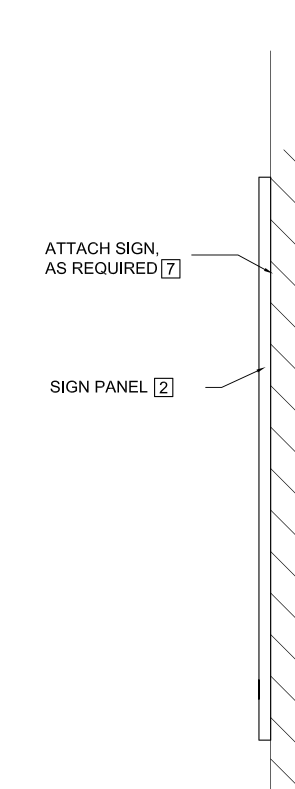 ATTACH SIGN,
AS REQUIRED 7
SIGN PANEL 2